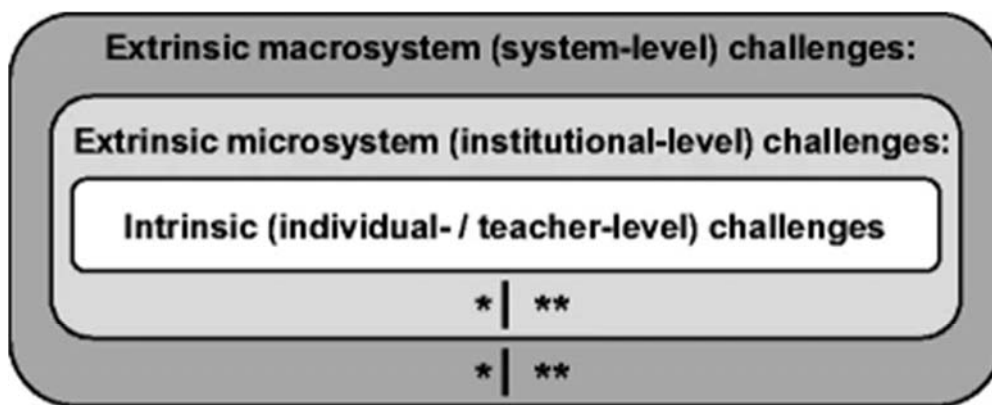 Extrinsic macrosystem (system-level) challenges:
Extrinsic microsystem (institutional-level) challenges:
Intrinsic (individual- / teacher-level) challenges
*| **
*| **